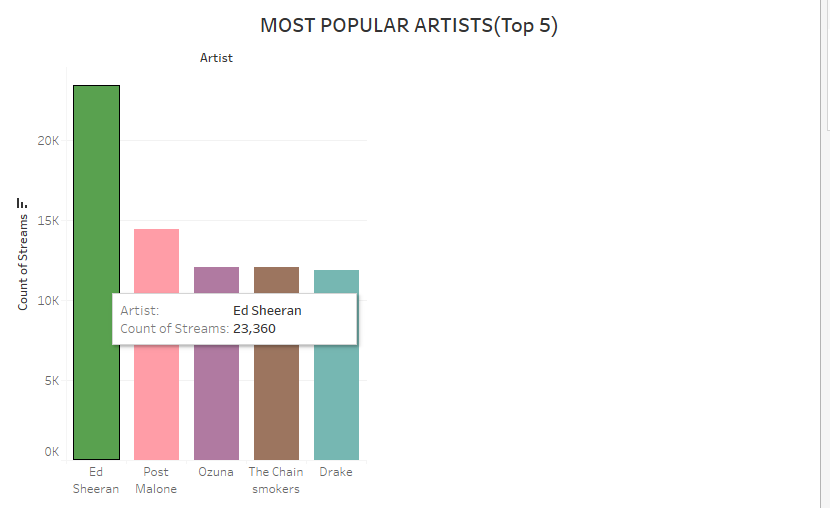 MOST POPULAR ARTISTS(Top 5)
Artist
Count of Streams
20K
15K
10K
5K
0K
Artist: Ed Sheeran
Count of Streams: 23,360
Ed Sheeran
Post Malone
Ozuna
The Chain smokers
Drake